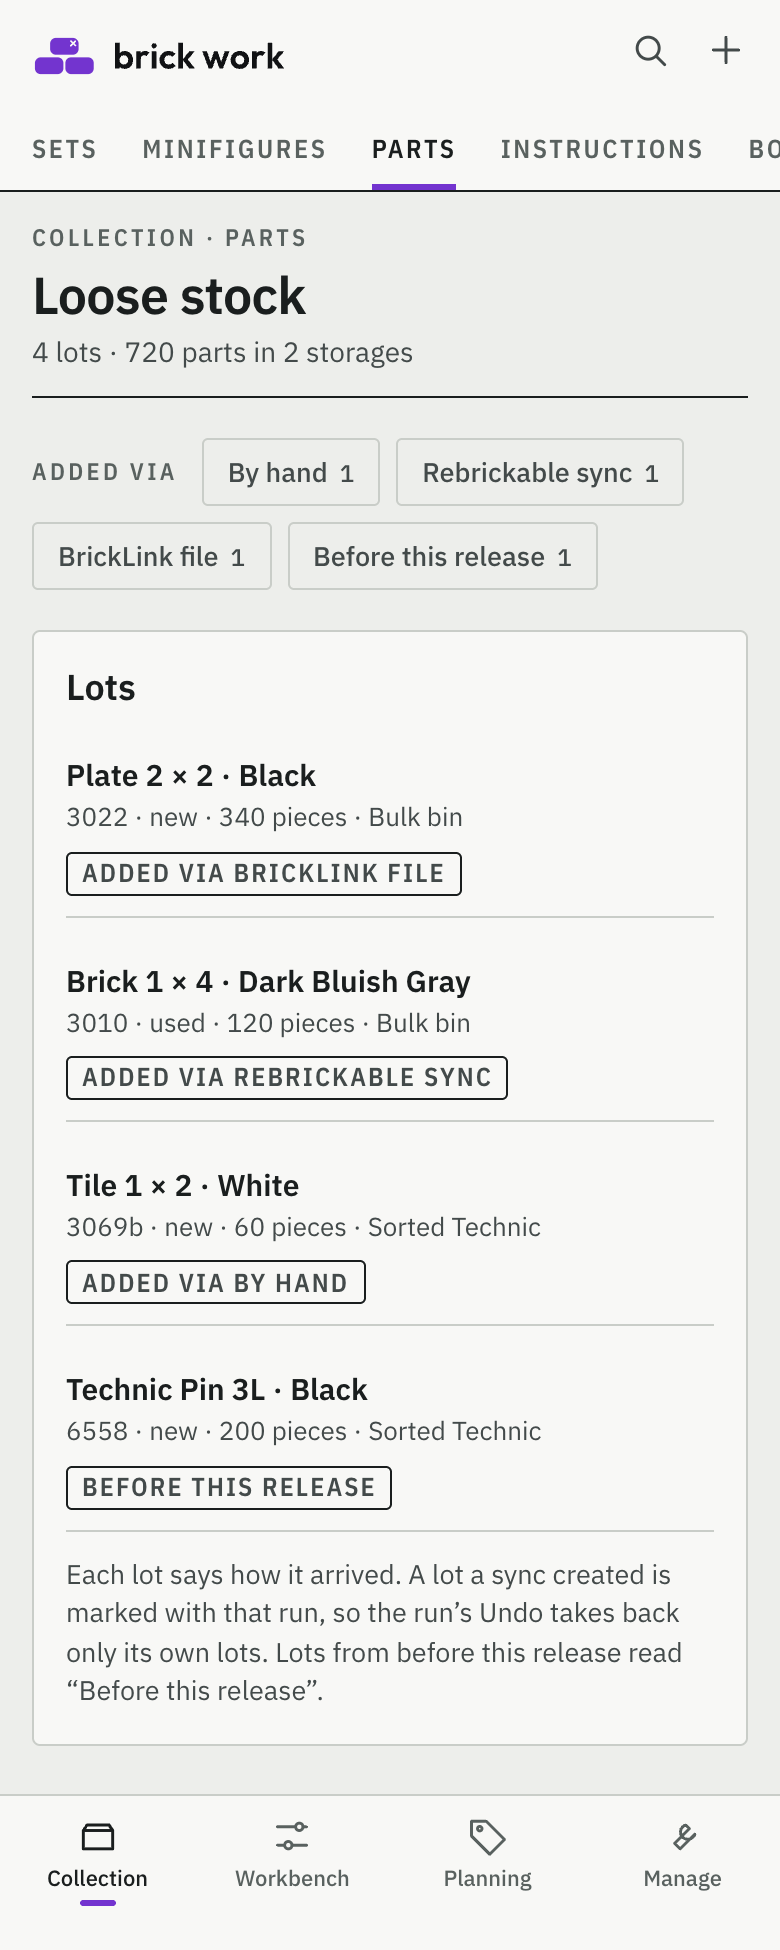 brick work
SETS MINIFIGURES PARTS INSTRUCTIONS BO
COLLECTION · PARTS
Loose stock
4 lots · 720 parts in 2 storages
ADDED VIA By hand 1 Rebrickable sync 1
BrickLink file 1 Before this release 1
Lots
Plate 2 × 2 · Black
3022 · new · 340 pieces · Bulk bin
ADDED VIA BRICKLINK FILE
Brick 1 × 4 · Dark Bluish Gray
3010 · used · 120 pieces · Bulk bin
ADDED VIA REBRICKABLE SYNC
Tile 1 × 2 · White
3069b · new · 60 pieces · Sorted Technic
ADDED VIA BY HAND
Technic Pin 3L · Black
6558 · new · 200 pieces · Sorted Technic
BEFORE THIS RELEASE
Each lot says how it arrived. A lot a sync created is
marked with that run, so the run’s Undo takes back
only its own lots. Lots from before this release read
“Before this release”.
Collection Workbench Planning Manage